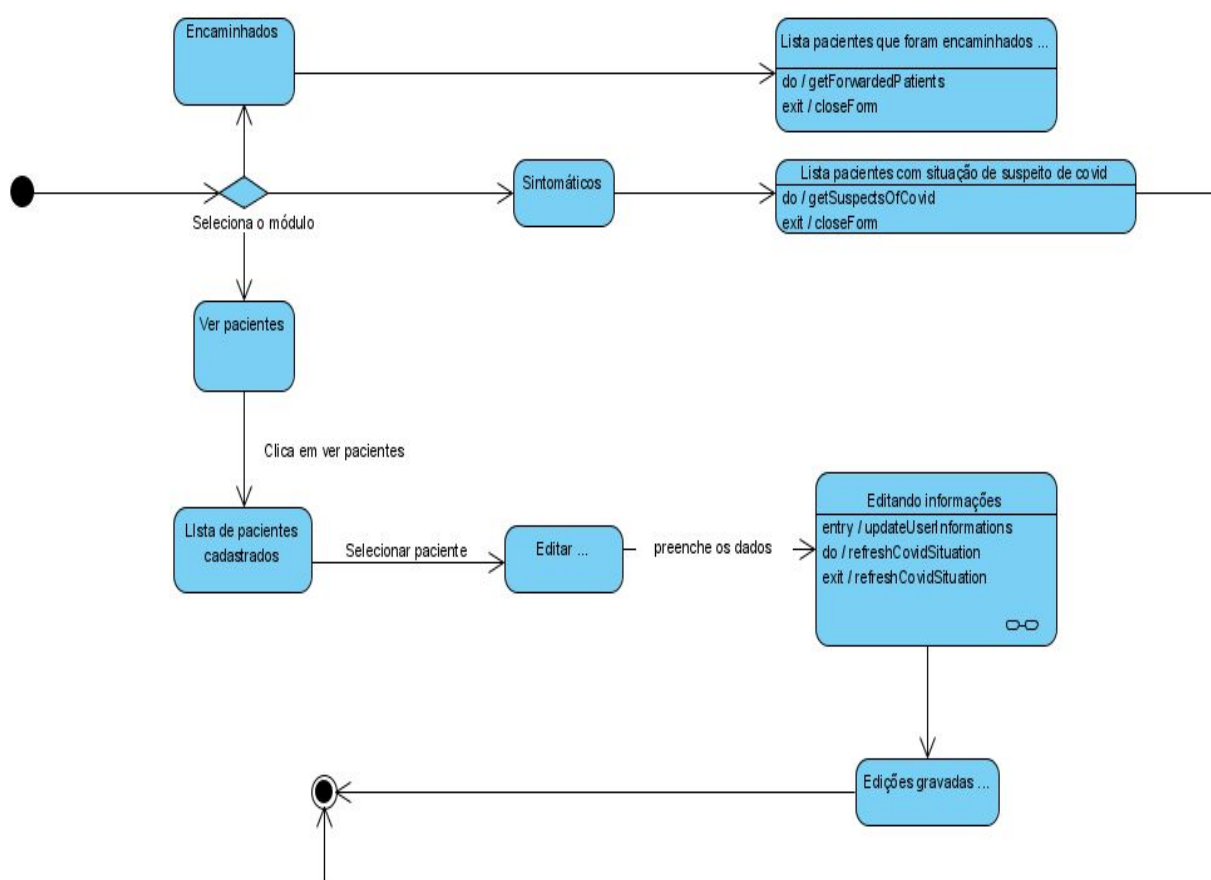 Encaminhados
Lista pacientes que foram encaminhados ...
do / getForwardedPatients
exit / closeForm
Seleciona o módulo
Sintomáticos
Lista pacientes com situação de suspeito de covid
do / getSuspectsOfCovid
exit / closeForm
Ver pacientes
Clica em ver pacientes
LIsta de pacientes
cadastrados
Selecionar paciente
Editar ...
preenche os dados
Editando informações
entry / updateUserInformations
do / refreshCovidSituation
exit / refreshCovidSituation
Edições gravadas ...